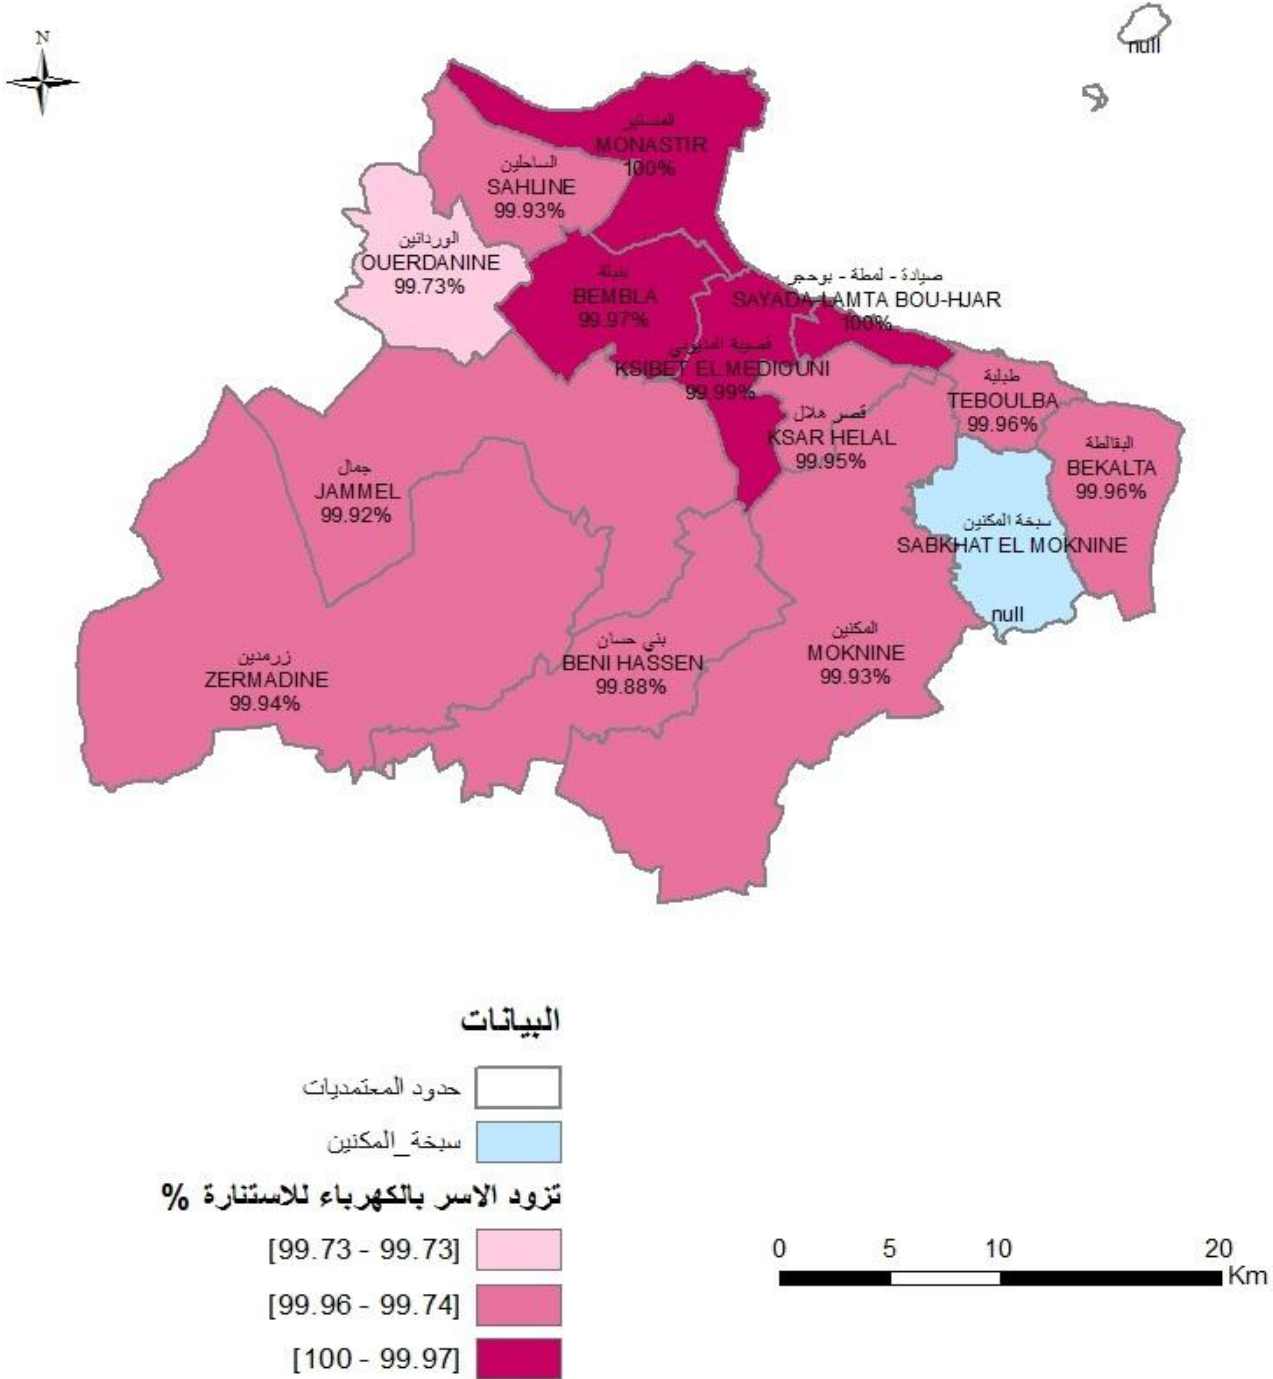 N
null
المنستير
MONASTIR
100%
الساحلين
SAHLINE
99.93%
الوردانين
OUERDANINE
99.73%
بنبلة
BEMBLA
99.97%
صيادة - لمطة - بوحجر
SAYADA LAMTA BOU-HJAR
100%
قصيبة المديوني
KSIBET EL MEDIOUNI
99.99%
طبلبة
TEBOULBA
99.96%
قصر هلال
KSAR HELAL
99.95%
البقالطة
BEKALTA
99.96%
جمال
JAMMEL
99.92%
سبخة المكنين
SABKHAT EL MOKNINE
null
المكنين
MOKNINE
99.93%
بني حسان
BENI HASSEN
99.88%
زرمدين
ZERMADINE
99.94%
البيانات
حدود المعتمديات
سبخة_المكنين
تزود الاسر بالكهرباء للاستنارة %
[99.73 - 99.73]
[99.96 - 99.74]
[100 - 99.97]
0 5 10 20
Km